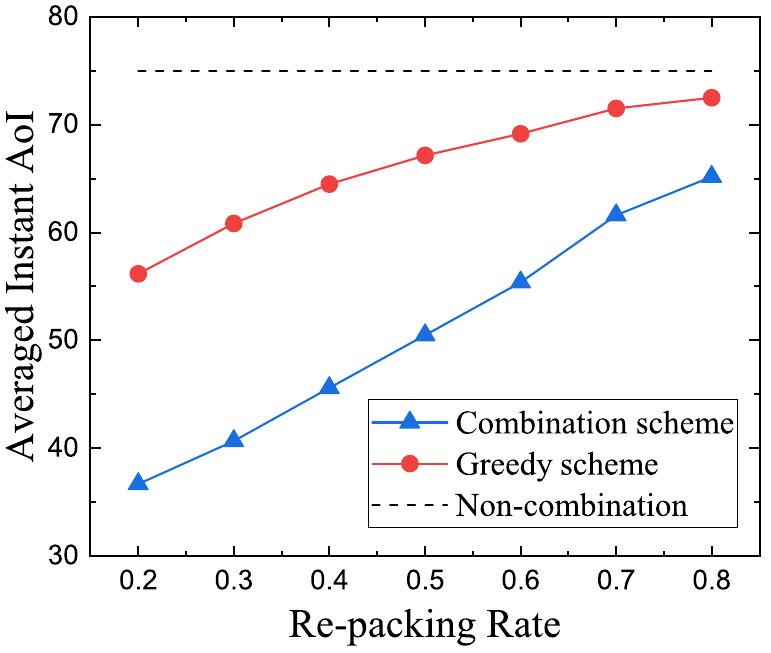 80
70
60
50
40
30
Averaged Instant AoI
Combination scheme
Greedy scheme
Non-combination
0.2 0.3 0.4 0.5 0.6 0.7 0.8
Re-packing Rate